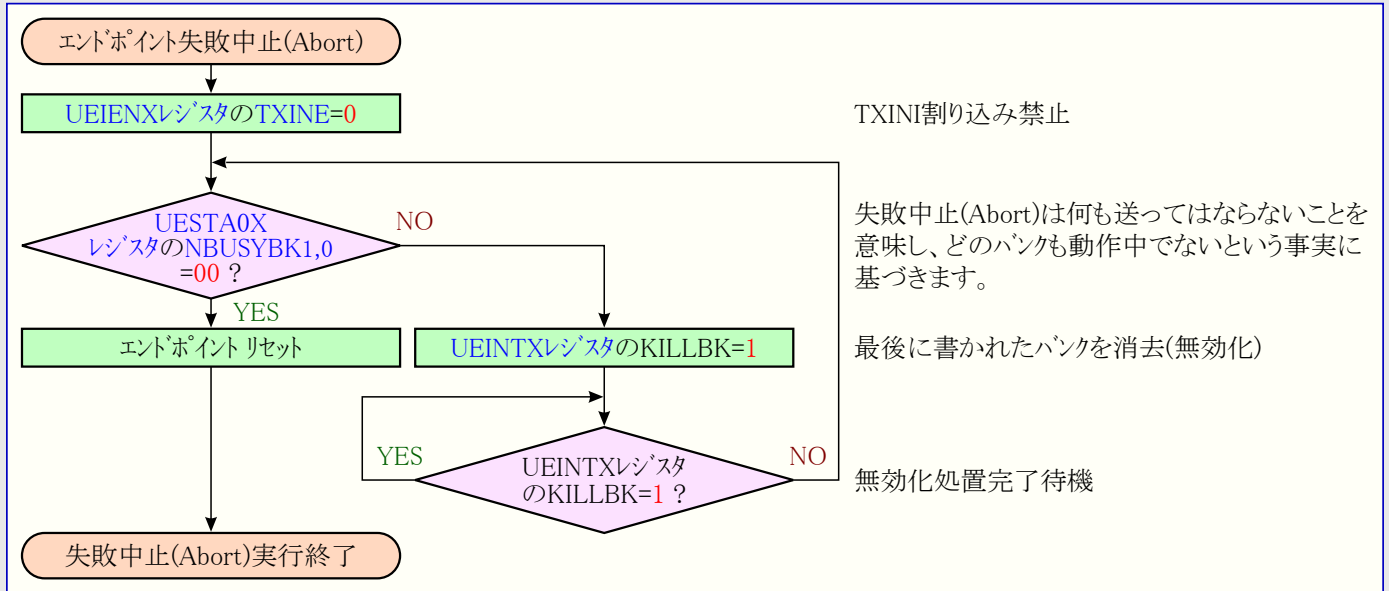 エンドポイント失敗中止(Abort)
UEIENXレジスタのTXINE=0
TXINI割り込み禁止
UESTA0X
レジスタのNBUSYBK1,0
=00 ?
NO
YES
失敗中止(Abort)は何も送ってはならないことを
意味し、どのバンクも動作中でないという事実に
基づきます。
エンドポイント リセット
UEINTXレジスタのKILLBK=1
最後に書かれたバンクを消去(無効化)
YES
UEINTXレジスタ
のKILLBK=1 ?
NO
無効化処置完了待機
失敗中止(Abort)実行終了